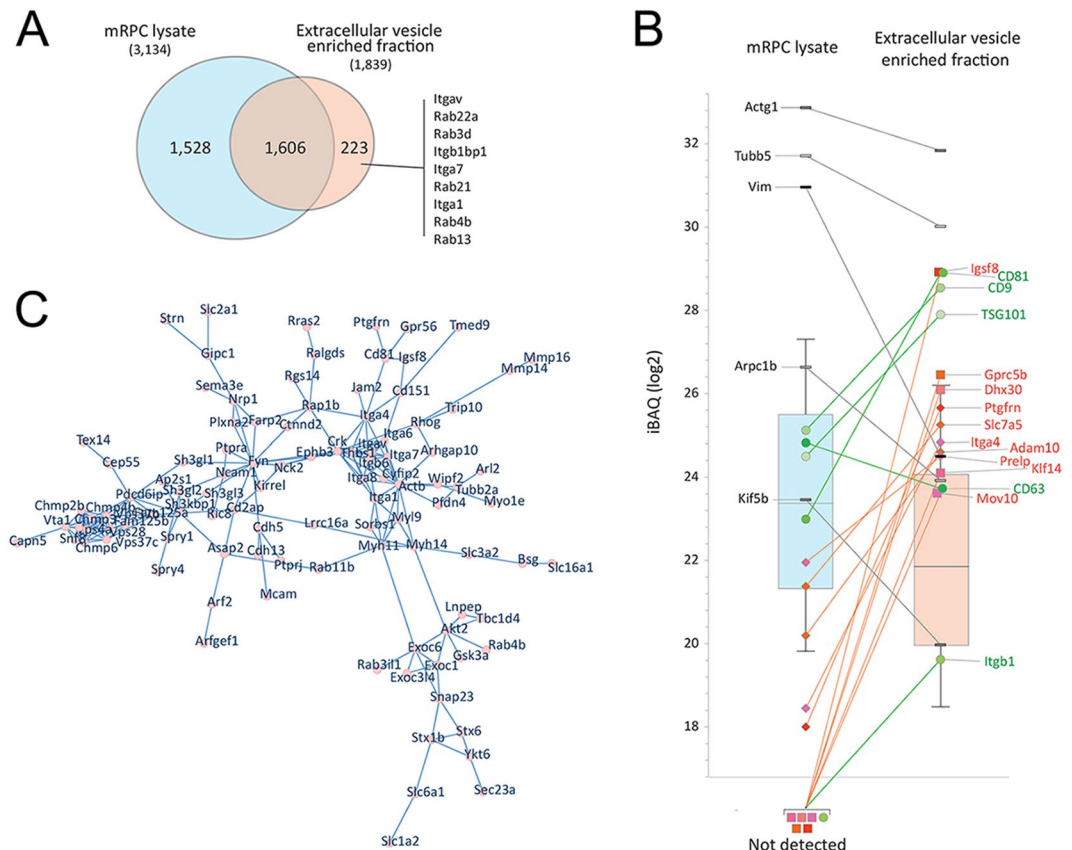 A
mRPC lysate
(3,134)
Extracellular vesicle
enriched fraction
(1,839)
1,528
1,606
223
Itgav
Rab22a
Rab3d
Itgb1bp1
Itga7
Rab21
Itga1
Rab4b
Rab13
B
mRPC lysate
Extracellular vesicle
enriched fraction
iBAQ (log2)
32
30
28
26
24
22
20
18
Actg1
Tubb5
Vim
Arpc1b
Kif5b
Igsf8
CD81
CD9
TSG101
Gprc5b
Dhx30
Ptgfrn
Slc7a5
Itga4
Adam10
Prelp
Klf14
CD63
Mov10
Itgb1
Not detected
C
Strn
Slc2a1
Gipc1
Sema3e
Nrp1
Plxna2
Farp2
Ctnnd2
Rras2
Ralgds
Rgs14
Rap1b
Ptgfrn
Gpr56
Tmed9
Cd81
Igsf8
Jam2
Cd151
Mmp16
Mmp14
Trip10
Itga4
Rhog
Itga6
Crk
Itgav
Thbs1
Itga7
Arhgap10
Itgb6
Itga8
Cyfip2
Actb
Wipf2
Arl2
Tubb2a
Pfdn4
Myo1e
Itga1
Ptpra
Fyn
Ephb3
Nck2
Ncam1
Kirrel
Tex14
Cep55
Sh3gl1
Ap2s1
Pdcd6ip
Sh3gl2
Sh3gl3
Sh3kbp1
Cd2ap
Ric8
Chmp2b
Chmp4b
Vta1
Chmp3
Fam125b
Vps4a
Vps28
Snf8
Capn5
Chmp6
Vps37c
Spry1
Spry4
Asap2
Cdh5
Cdh13
Ptprj
Rab11b
Mcam
Arf2
Arfgef1
Lrrc16a
Sorbs1
Myl9
Myh11
Myh14
Slc3a2
Bsg
Slc16a1
Lnpep
Tbc1d4
Akt2
Rab4b
Exoc6
Gsk3a
Rab3il1
Exoc1
Exoc3l4
Snap23
Stx1b
Stx6
Ykt6
Slc6a1
Sec23a
Slc1a2